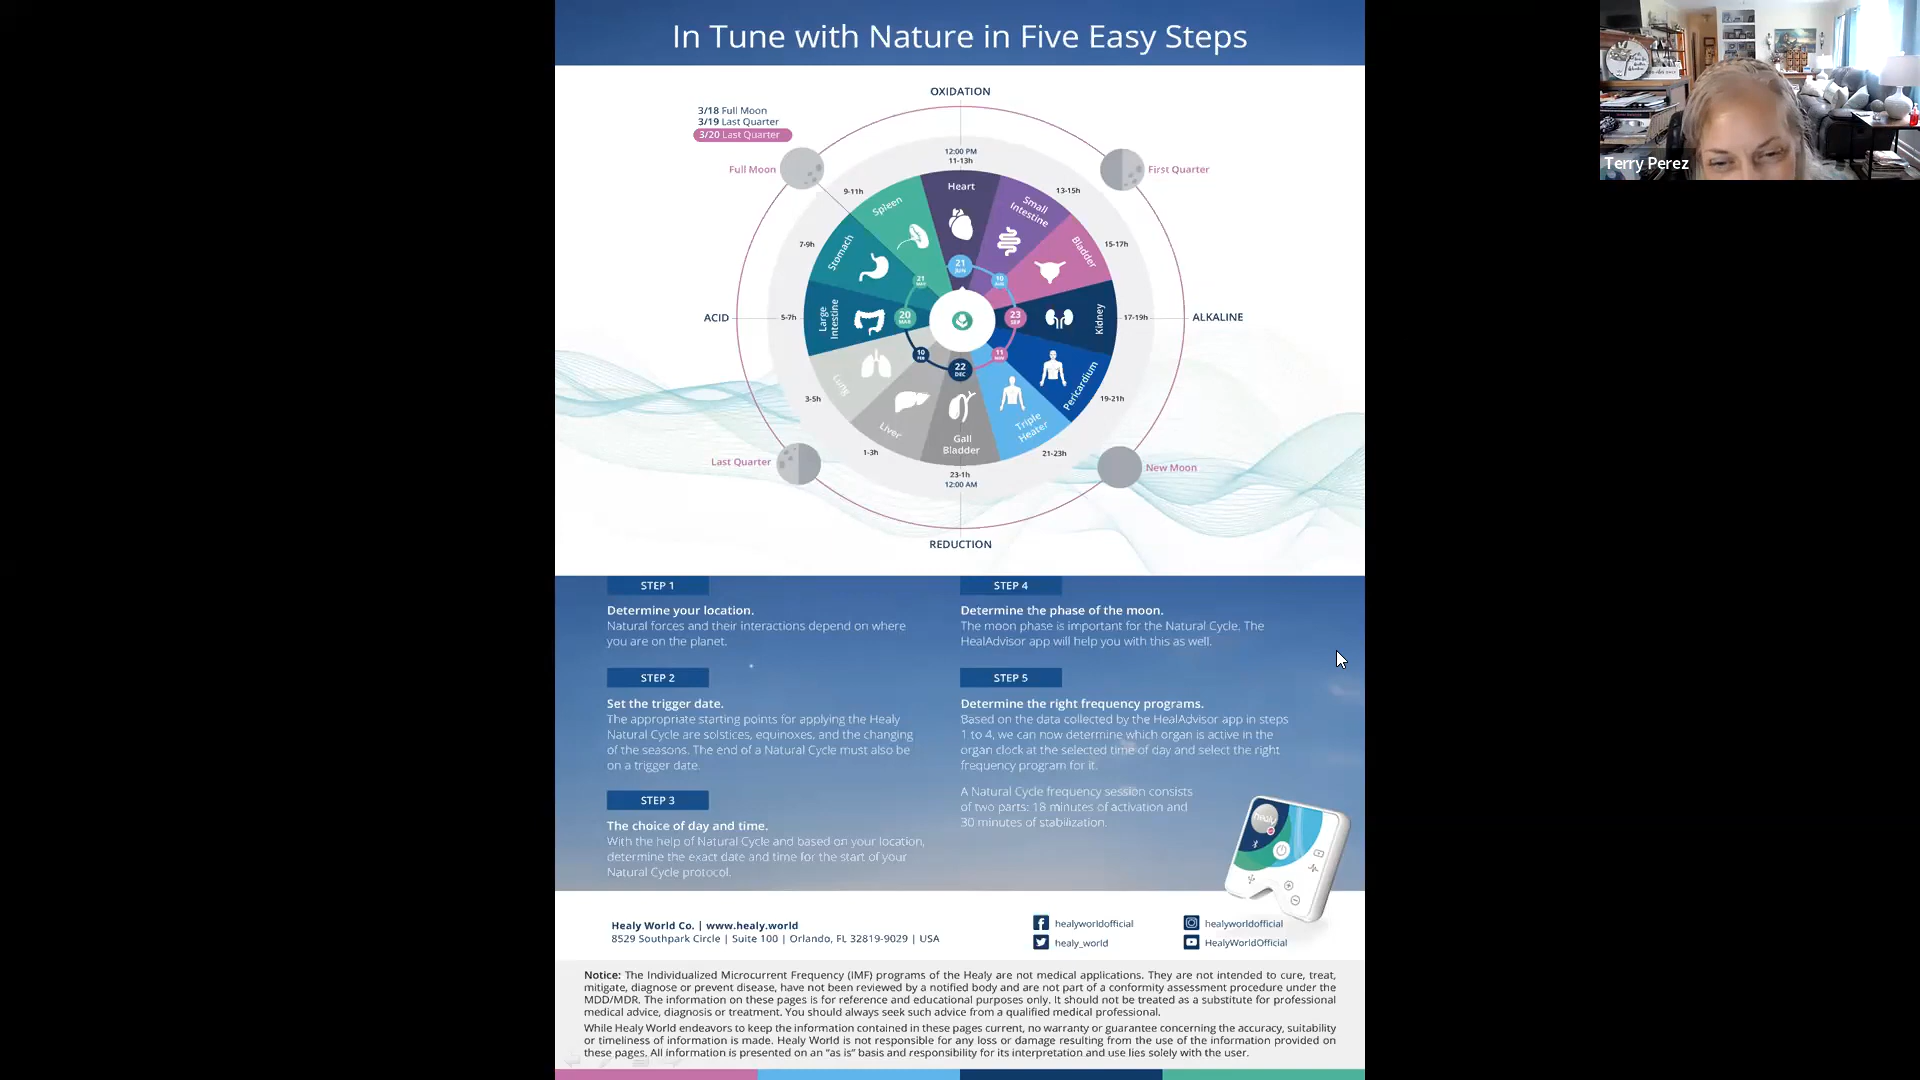 In Tune with Nature in Five Easy Steps
OXIDATION
3/18 Full Moon
3/19 Last Quarter
3/20 Last Quarter
12:00 PM
11-13h
Full Moon
First Quarter
9-11h
Heart
13-15h
Spleen
Small
Intestine
7-9h
Stomach
Bladder
15-17h
21
JUN
21
10
ACID
5-7h
Large
Intestine
20
MAR
23
SEP
Kidney
17-19h
ALKALINE
10
FEB
11
NOV
22
DEC
Lung
Pericardium
3-5h
19-21h
Liver
Gall
Bladder
Triple
Heater
1-3h
21-23h
Last Quarter
New Moon
23-1h
12:00 AM
REDUCTION
STEP 1
Determine your location.
Natural forces and their interactions depend on where
you are on the planet.
STEP 2
Set the trigger date.
The appropriate starting points for applying the Healy
Natural Cycle are solstices, equinoxes, and the changing
of the seasons. The end of a Natural Cycle must also be
on a trigger date.
STEP 3
The choice of day and time.
With the help of Natural Cycle and based on your location,
determine the exact date and time for the start of your
Natural Cycle protocol.
STEP 4
Determine the phase of the moon.
The moon phase is important for the Natural Cycle. The
HealAdvisor app will help you with this as well.
STEP 5
Determine the right frequency programs.
Based on the data collected by the HealAdvisor app in steps
1 to 4, we can now determine which organ is active in the
organ clock at the selected time of day and select the right
frequency program for it.
A Natural Cycle frequency session consists
of two parts: 18 minutes of activation and
30 minutes of stabilization.
healy
Healy World Co. | www.healy.world
8529 Southpark Circle | Suite 100 | Orlando, FL 32819-9029 | USA
healyworldofficial
healy_world
healyworldofficial
HealyWorldOfficial
Notice: The Individualized Microcurrent Frequency (IMF) programs of the Healy are not medical applications. They are not intended to cure, treat,
mitigate, diagnose or prevent disease, have not been reviewed by a notified body and are not part of a conformity assessment procedure under the
MDD/MDR. The information on these pages is for reference and educational purposes only. It should not be treated as a substitute for professional
medical advice, diagnosis or treatment. You should always seek such advice from a qualified medical professional.
While Healy World endeavors to keep the information contained in these pages current, no warranty or guarantee concerning the accuracy, suitability
or timeliness of information is made. Healy World is not responsible for any loss or damage resulting from the use of the information provided on
these pages. All information is presented on an "as is" basis and responsibility for its interpretation and use lies solely with the user.
Terry Perez